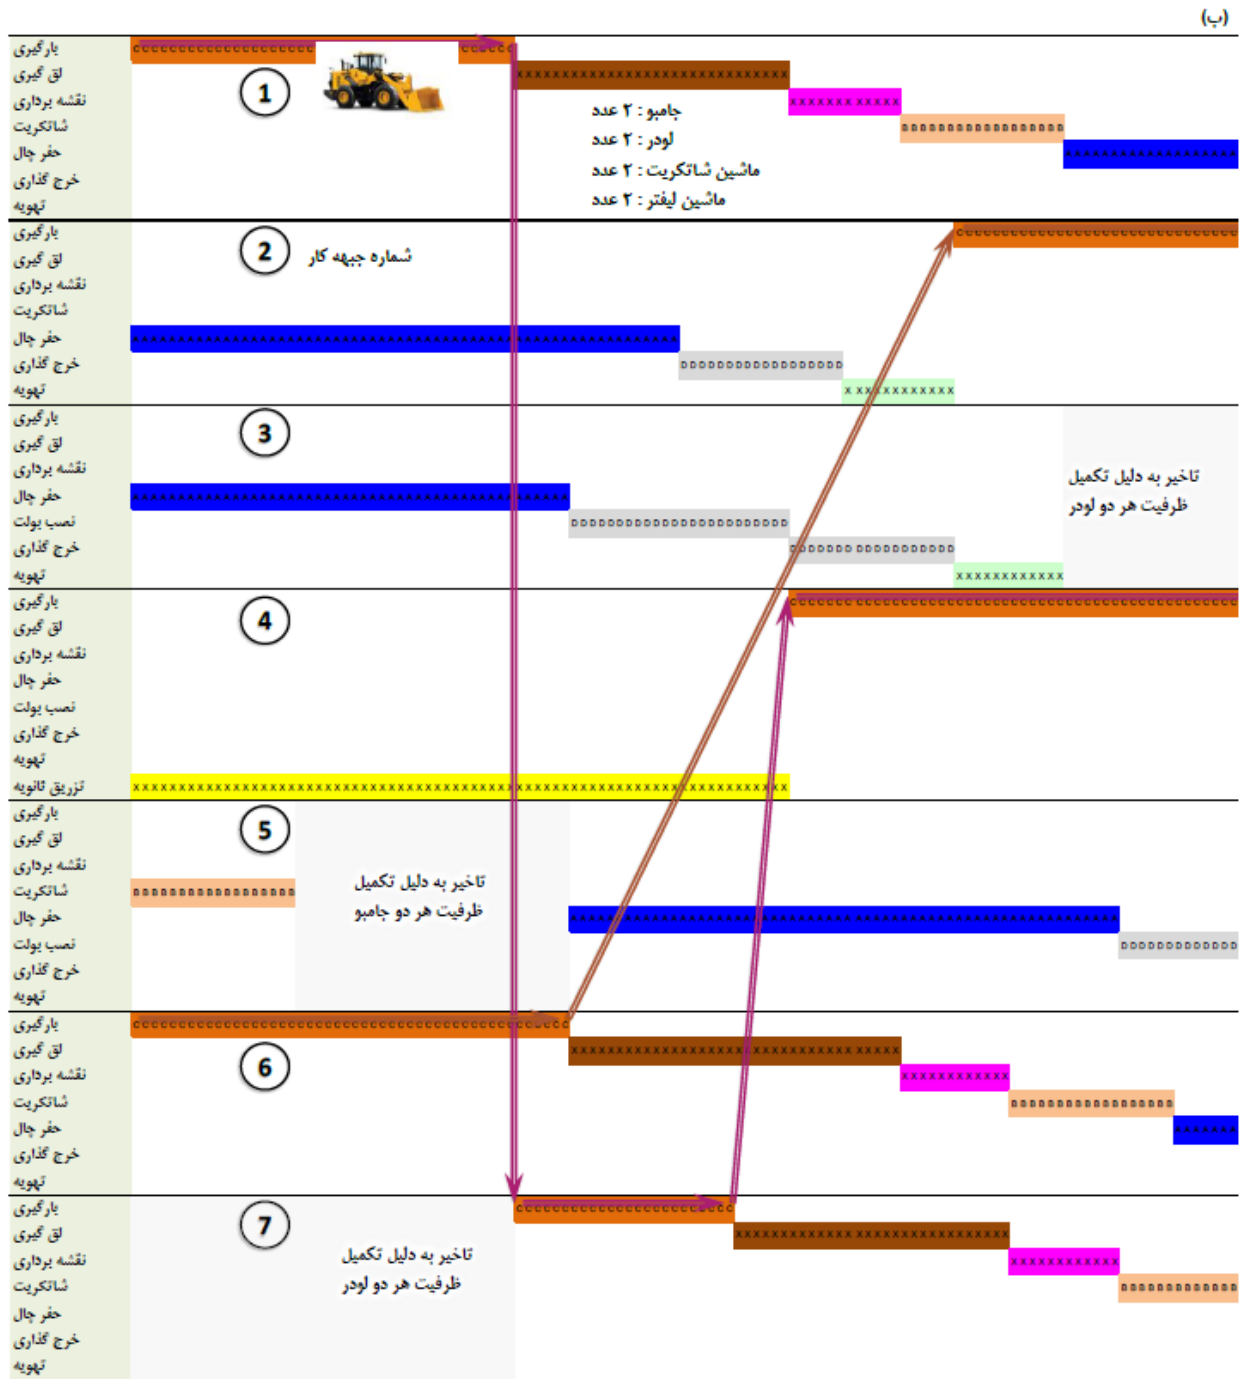 (ب)
بارگیری
لق گیری
نقشه برداری
شاتکریت
حفر چال
خرج گذاری
تهویه
1
جامبو : ۲ عدد
لودر : ۲ عدد
ماشین شاتکریت : ۲ عدد
ماشین لیفتر : ۲ عدد
بارگیری
لق گیری
نقشه برداری
شاتکریت
حفر چال
خرج گذاری
تهویه
2
شماره جبهه کار
بارگیری
لق گیری
نقشه برداری
حفر چال
نصب بولت
خرج گذاری
تهویه
3
تاخیر به دلیل تکمیل
ظرفیت هر دو لودر
بارگیری
لق گیری
نقشه برداری
حفر چال
نصب بولت
خرج گذاری
تهویه
تزریق ثانویه
4
بارگیری
لق گیری
نقشه برداری
شاتکریت
حفر چال
نصب بولت
خرج گذاری
تهویه
5
تاخیر به دلیل تکمیل
ظرفیت هر دو جامبو
بارگیری
لق گیری
نقشه برداری
شاتکریت
حفر چال
خرج گذاری
تهویه
6
بارگیری
لق گیری
نقشه برداری
شاتکریت
حفر چال
خرج گذاری
تهویه
7
تاخیر به دلیل تکمیل
ظرفیت هر دو لودر